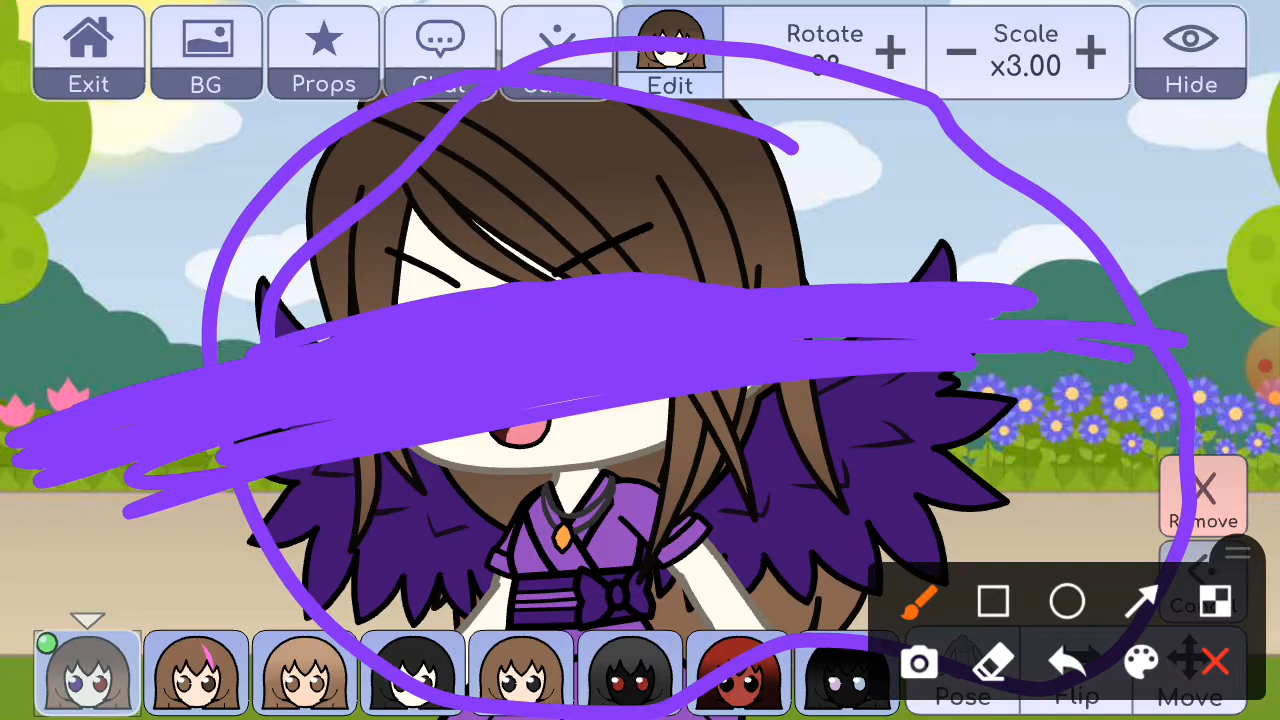 Exit
BG
Props
Edit
Rotate
Scale
x3.00
Hide
Remove
Pose
Flip
Move